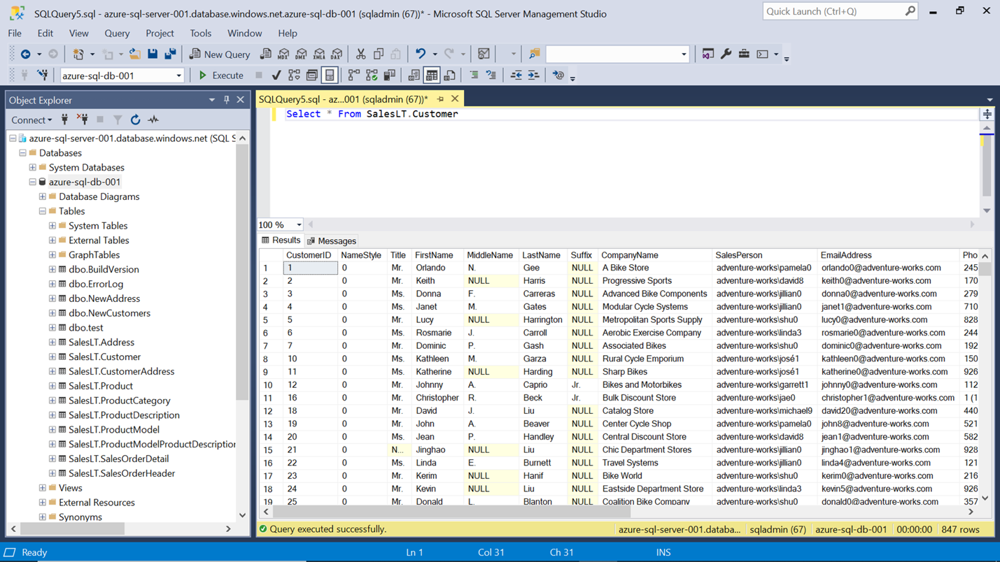 SQLQuery5.sql - azure-sql-server-001.database.windows.net.azure-sql-db-001 (sqladmin (67))* - Microsoft SQL Server Management Studio
Quick Launch (Ctrl+Q)
File Edit View Query Project Tools Window Help
New Query MDX DMX XMLA DAX
azure-sql-db-001 Execute
Object Explorer
Connect
azure-sql-server-001.database.windows.net (SQL S
Databases
System Databases
azure-sql-db-001
Database Diagrams
Tables
System Tables
External Tables
GraphTables
dbo.BuildVersion
dbo.ErrorLog
dbo.NewAddress
dbo.NewCustomers
dbo.test
SalesLT.Address
SalesLT.Customer
SalesLT.CustomerAddress
SalesLT.Product
SalesLT.ProductCategory
SalesLT.ProductDescription
SalesLT.ProductModel
SalesLT.ProductModelProductDescription
SalesLT.SalesOrderDetail
SalesLT.SalesOrderHeader
Views
External Resources
Synonyms
SQLQuery5.sql - az...001 (sqladmin (67))*
Select * From SalesLT.Customer
100 %
Results Messages
CustomerID NameStyle Title FirstName MiddleName LastName Suffix CompanyName SalesPerson EmailAddress Pho
1 1 0 Mr. Orlando N. Gee NULL A Bike Store adventure-works\pamela0 orlando0@adventure-works.com 245
2 2 0 Mr. Keith NULL Harris NULL Progressive Sports adventure-works\david8 keith0@adventure-works.com 170
3 3 0 Ms. Donna F. Carreras NULL Advanced Bike Components adventure-works\jillian0 donna0@adventure-works.com 279
4 4 0 Ms. Janet M. Gates NULL Modular Cycle Systems adventure-works\jillian0 janet1@adventure-works.com 710
5 5 0 Mr. Lucy NULL Harrington NULL Metropolitan Sports Supply adventure-works\shu0 lucy0@adventure-works.com 828
6 6 0 Ms. Rosmarie J. Carroll NULL Aerobic Exercise Company adventure-works\linda3 rosmarie0@adventure-works.com 244
7 7 0 Mr. Dominic P. Gash NULL Associated Bikes adventure-works\shu0 dominic0@adventure-works.com 192
8 10 0 Ms. Kathleen M. Garza NULL Rural Cycle Emporium adventure-works\josé1 kathleen0@adventure-works.com 150
9 11 0 Ms. Katherine NULL Harding NULL Sharp Bikes adventure-works\josé1 katherine0@adventure-works.com 926
10 12 0 Mr. Johnny A. Caprio Jr. Bikes and Motorbikes adventure-works\garrett1 johnny0@adventure-works.com 112
11 16 0 Mr. Christopher R. Beck Jr. Bulk Discount Store adventure-works\jae0 christopher1@adventure-works.com 1 (1
12 18 0 Mr. David J. Liu NULL Catalog Store adventure-works\michael9 david20@adventure-works.com 440
13 19 0 Mr. John A. Beaver NULL Center Cycle Shop adventure-works\pamela0 john8@adventure-works.com 521
14 20 0 Ms. Jean P. Handley NULL Central Discount Store adventure-works\david8 jean1@adventure-works.com 582
15 21 0 N... Jinghao NULL Liu NULL Chic Department Stores adventure-works\jillian0 jinghao1@adventure-works.com 928
16 22 0 Ms. Linda E. Burnett NULL Travel Systems adventure-works\jillian0 linda4@adventure-works.com 121
17 23 0 Mr. Kerim NULL Hanif NULL Bike World adventure-works\shu0 kerim0@adventure-works.com 216
18 24 0 Mr. Kevin NULL Liu NULL Eastside Department Store adventure-works\linda3 kevin5@adventure-works.com 926
19 25 0 Mr. Donald L. Blanton NULL Coalition Bike Company adventure-works\shu0 donald0@adventure-works.com 357
Query executed successfully. azure-sql-server-001.databa... sqladmin (67) azure-sql-db-001 00:00:00 847 rows
Ready Ln 1 Col 31 Ch 31 INS